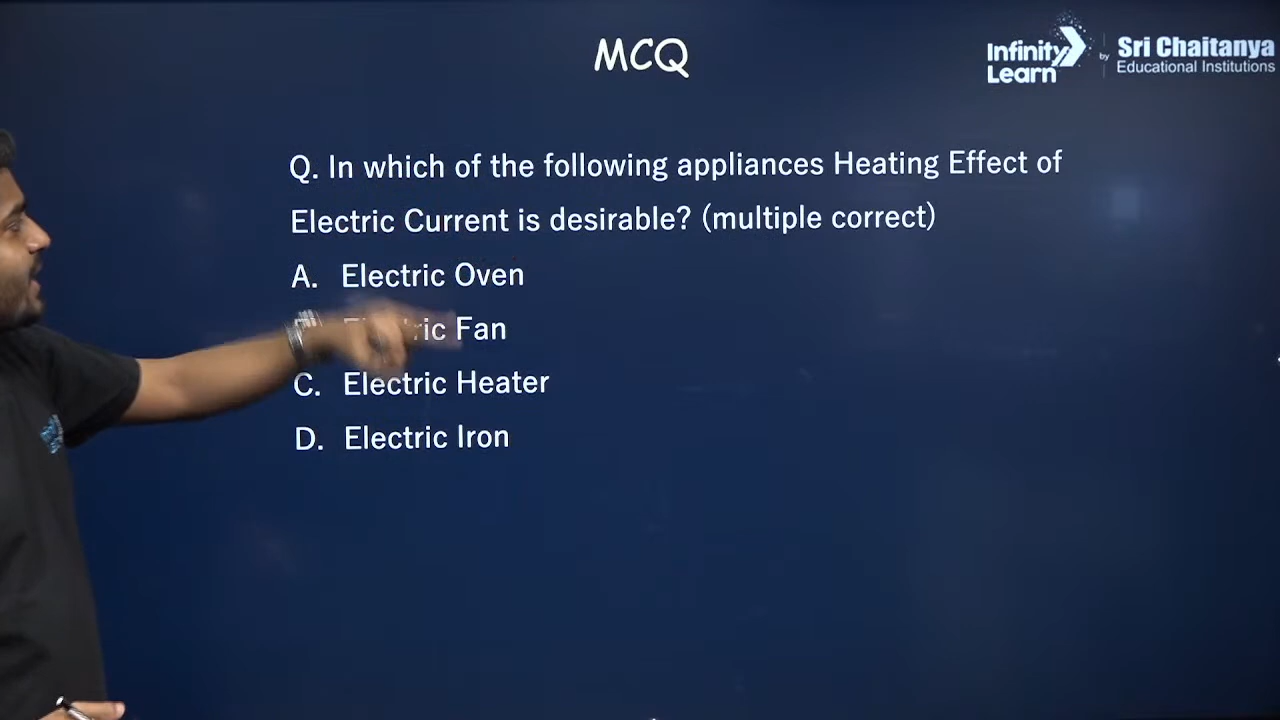 MCQ
Infinity Learn
by
Sri Chaitanya
Educational Institutions
Q. In which of the following appliances Heating Effect of
Electric Current is desirable? (multiple correct)
A. Electric Oven
Fan
C. Electric Heater
D. Electric Iron